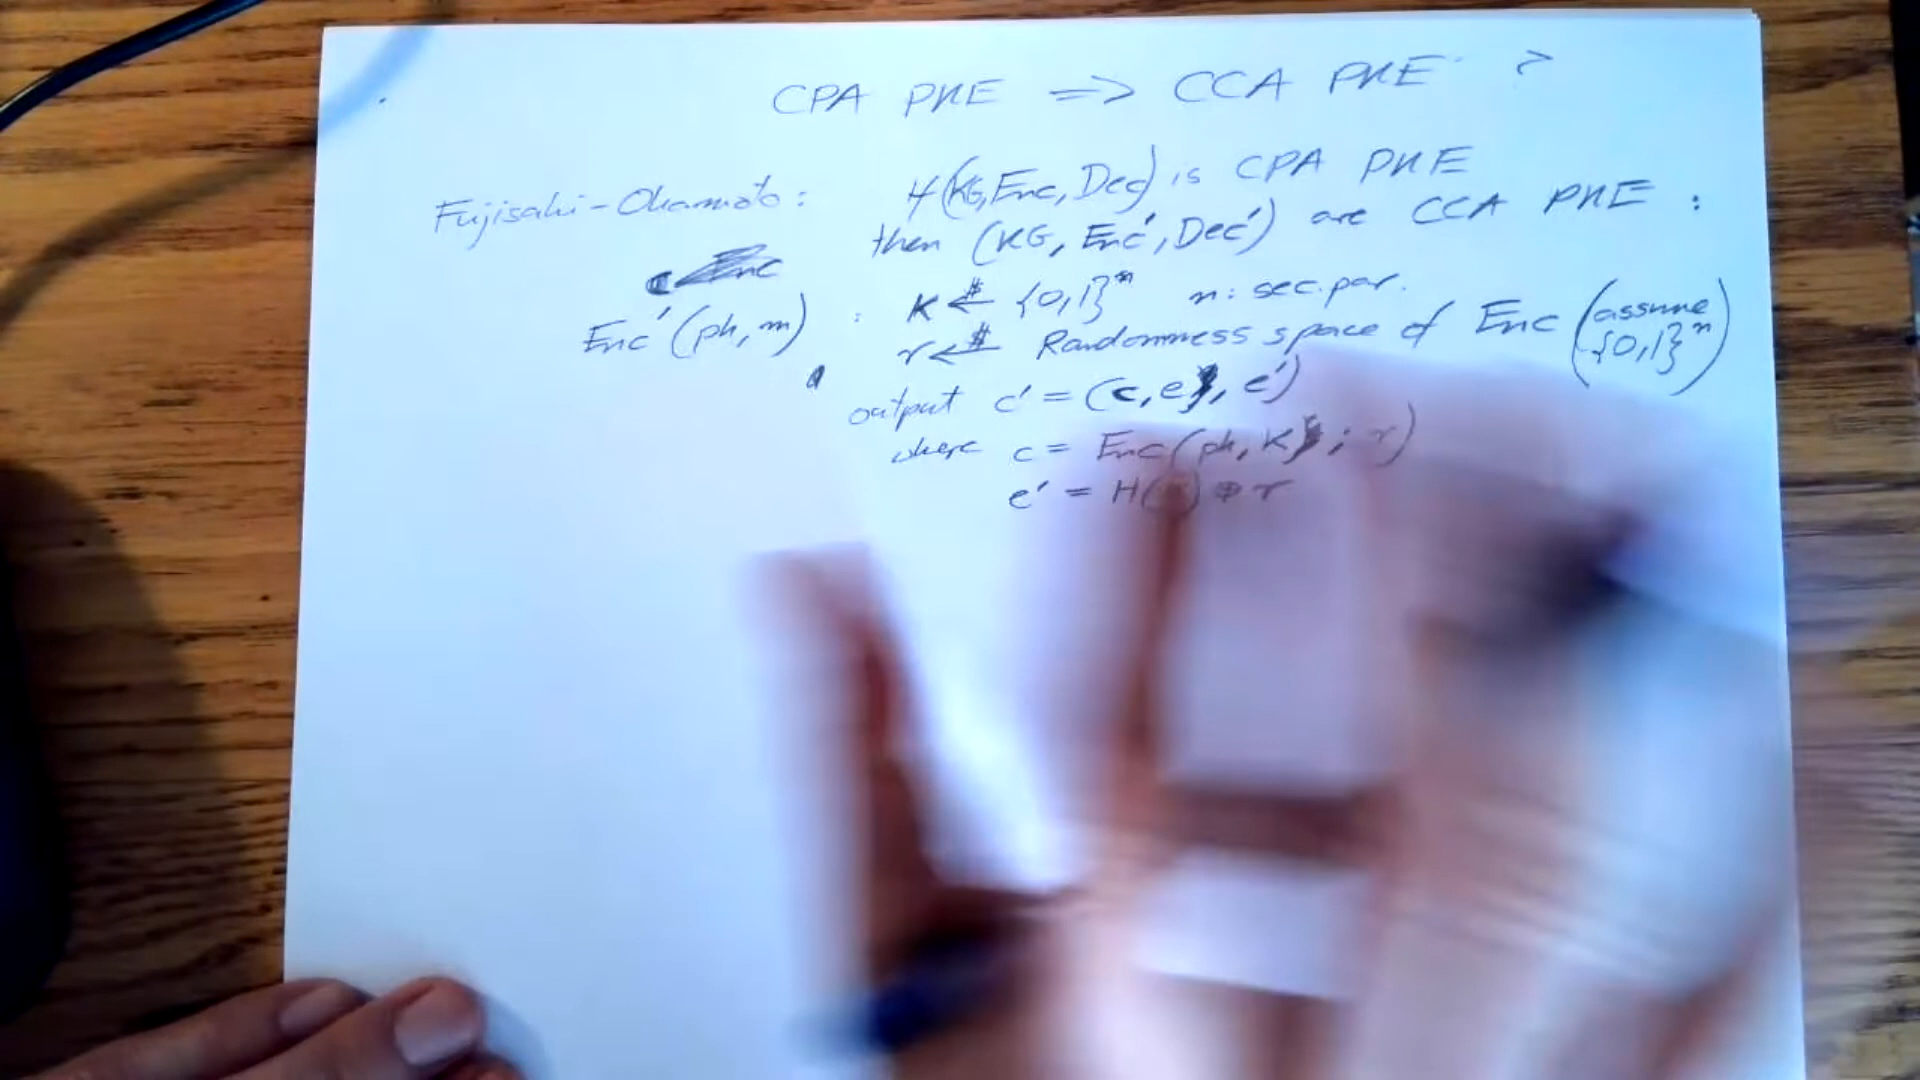 CPA PKE => CCA PKE ?
Fujisaki-Okamoto: If (KG, Enc, Dec) is CPA PKE
then (KG, Enc', Dec') are CCA PKE :
Enc
Enc'(pk, m) : K ←$ {0,1}^n n: sec. par.
r ←$ Randomness space of Enc (assume {0,1}^n)
output c' = (c, e, e')
where c = Enc(pk, K ; r)
e' = H( ) ⊕ r